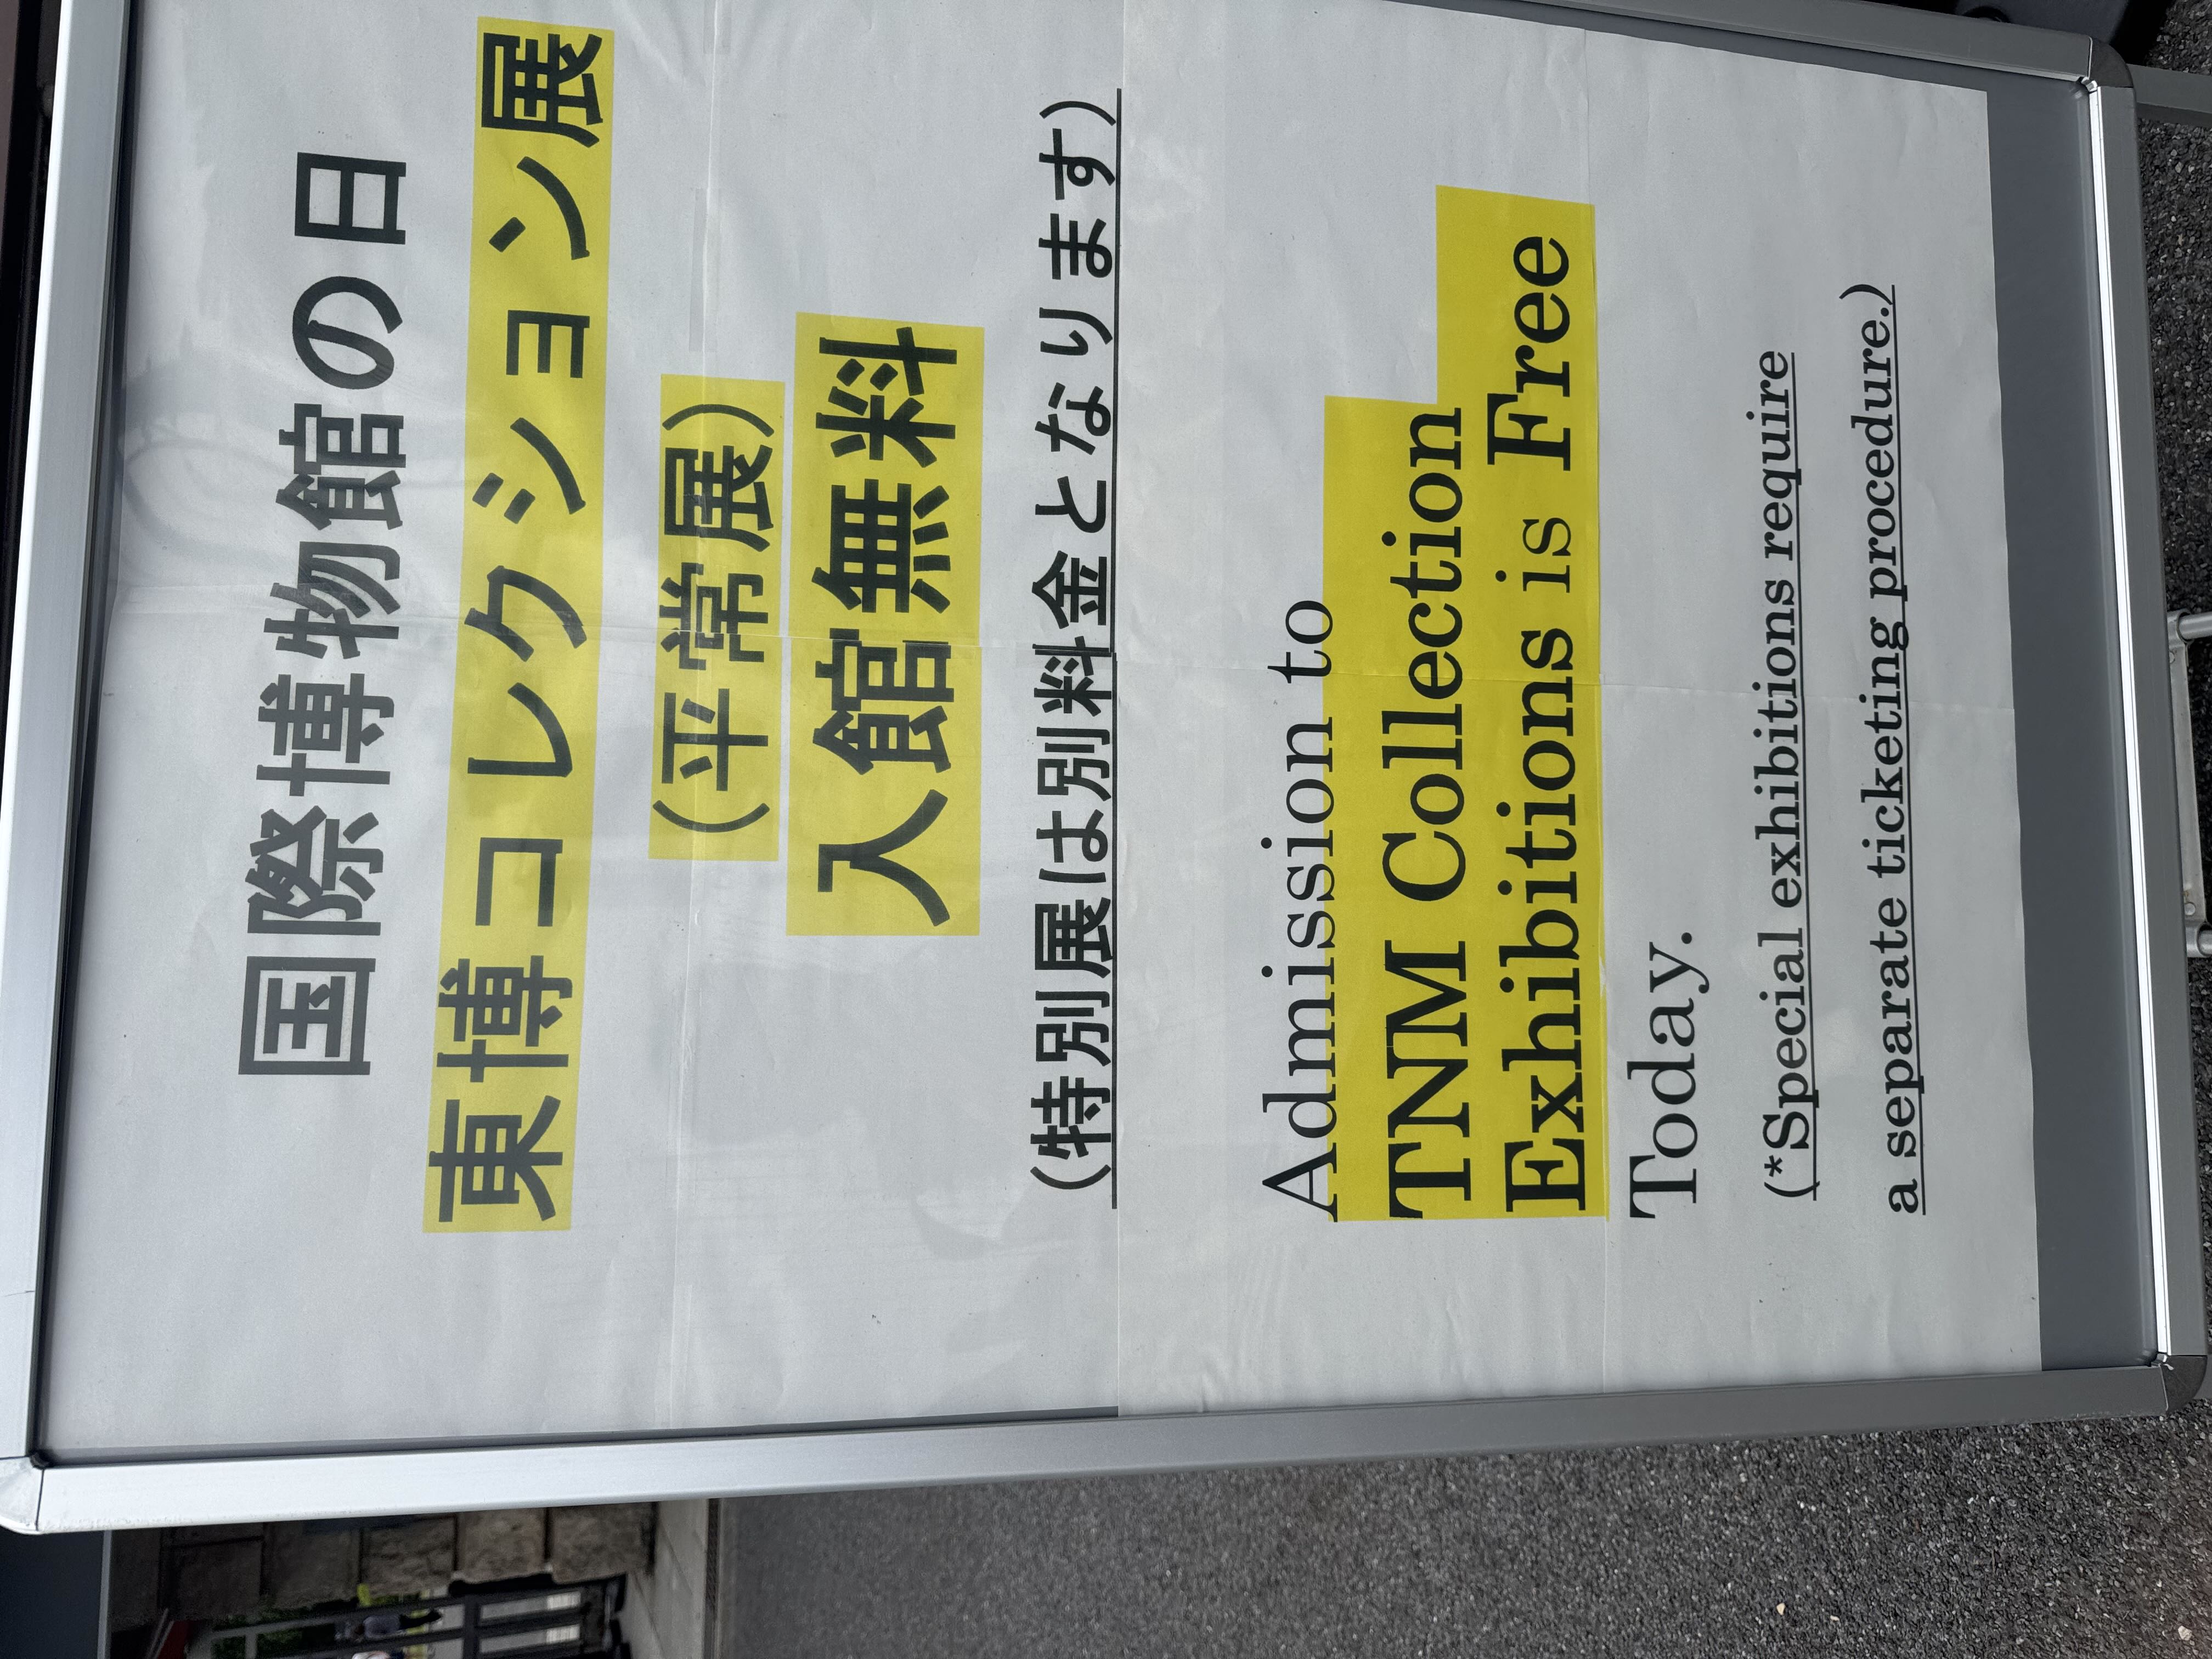 国際博物館の日
東博コレクション展
（平常展）
入館無料
（特別展は別料金となります）
Admission to
TNM Collection
Exhibitions is Free
Today.
(*Special exhibitions require
a separate ticketing procedure.)